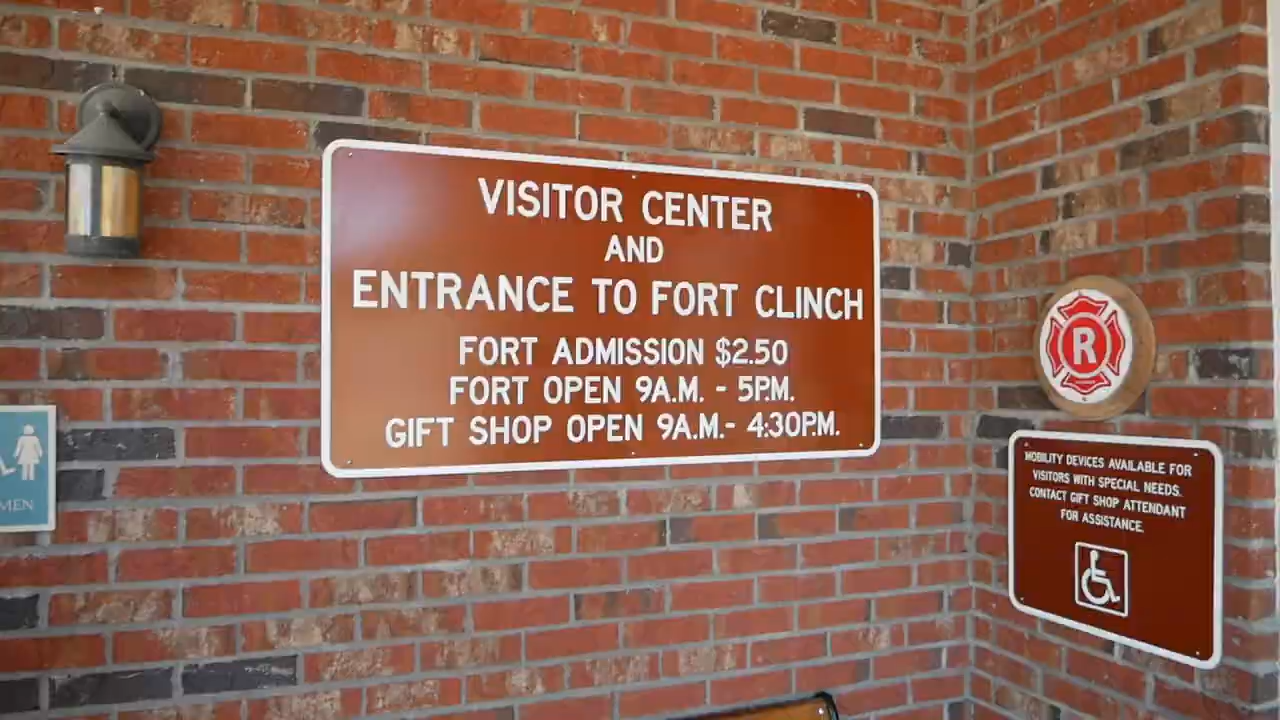 VISITOR CENTER
AND
ENTRANCE TO FORT CLINCH
FORT ADMISSION $2.50
FORT OPEN 9A.M. - 5PM.
GIFT SHOP OPEN 9A.M.- 4:30P.M.
MEN
R
MOBILITY DEVICES AVAILABLE FOR
VISITORS WITH SPECIAL NEEDS.
CONTACT GIFT SHOP ATTENDANT
FOR ASSISTANCE.